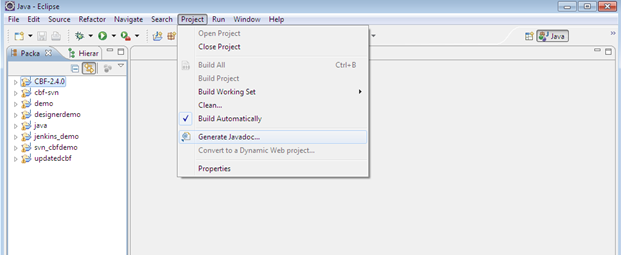 Java - Eclipse
File Edit Source Refactor Navigate Search Project Run Window Help
Open Project
Close Project
Build All Ctrl+B
Build Project
Build Working Set
Clean...
Build Automatically
Generate Javadoc...
Convert to a Dynamic Web project...
Properties
Java
Packa Hierar
CBF-2.4.0
cbf-svn
demo
designerdemo
java
jenkins_demo
svn_cbfdemo
updatedcbf